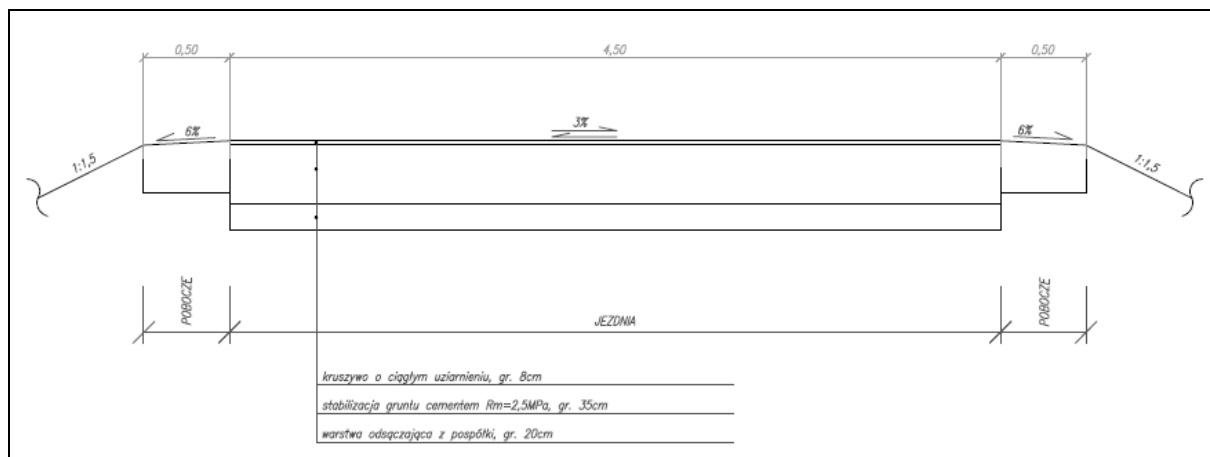 0,50 4,50 0,50
6% 3% 6%
1:1,5 1:1,5
POBOCZE JEZDNIA POBOCZE
kruszywo o ciągłym uziarnieniu, gr. 8cm
stabilizacja gruntu cementem Rm=2,5MPa, gr. 35cm
warstwa odsączająca z pospółki, gr. 20cm